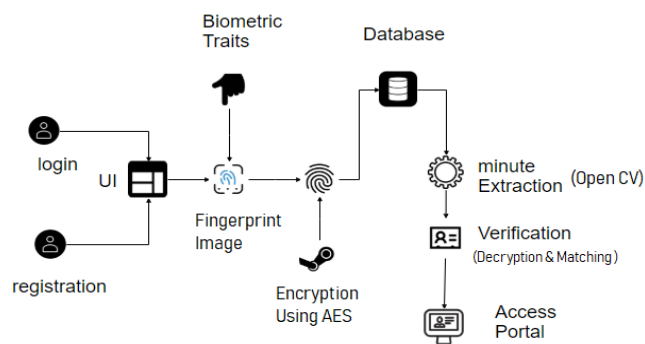 Biometric
Traits
Database
login
UI
minute
Extraction (Open CV)
Fingerprint
Image
Verification
(Decryption & Matching)
registration
Encryption
Using AES
Access
Portal